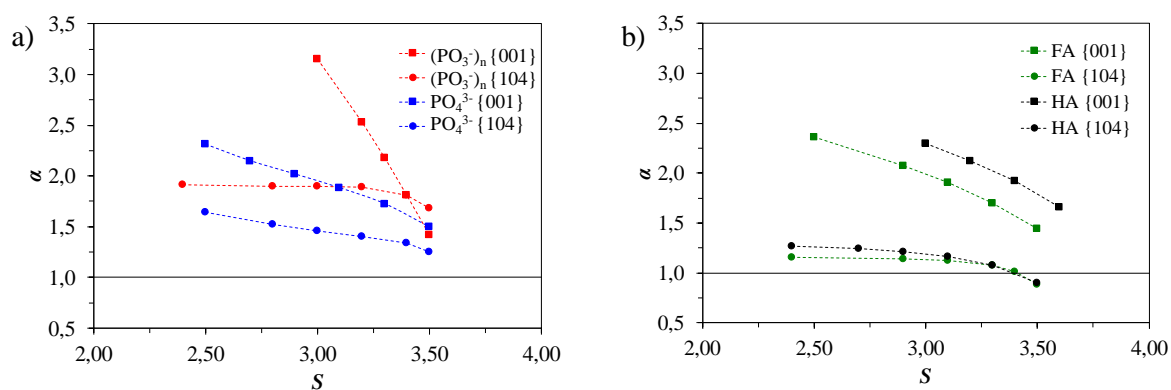 a)
3,5
3,0
2,5
2,0
1,5
1,0
0,5
α
2,00 2,50 3,00 3,50 4,00
S
(PO₃⁻)ₙ {001}
(PO₃⁻)ₙ {104}
PO₄³⁻ {001}
PO₄³⁻ {104}
b)
3,5
3,0
2,5
2,0
1,5
1,0
0,5
α
2,00 2,50 3,00 3,50 4,00
S
FA {001}
FA {104}
HA {001}
HA {104}